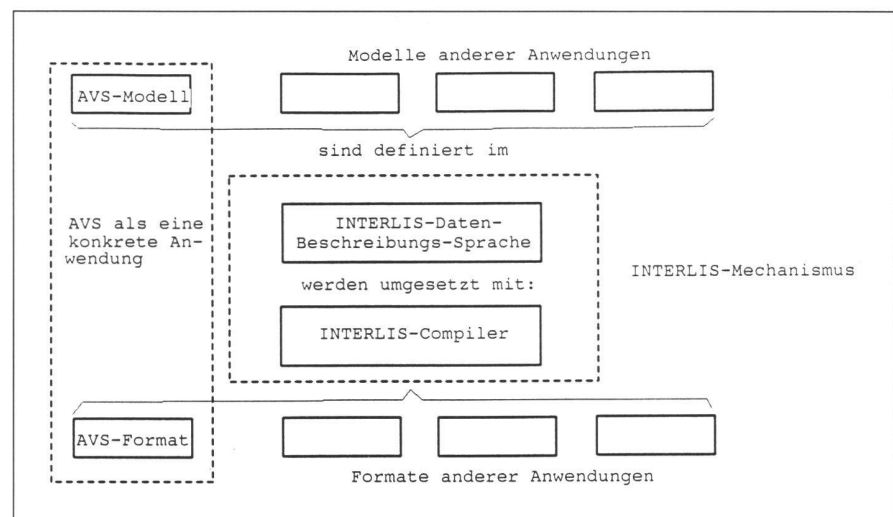 Modelle anderer Anwendungen
AVS-Modell
sind definiert im
AVS als eine
konkrete An-
wendung
INTERLIS-Daten-
Beschreibungs-Sprache
werden umgesetzt mit:
INTERLIS-Mechanismus
INTERLIS-Compiler
AVS-Format
Formate anderer Anwendungen